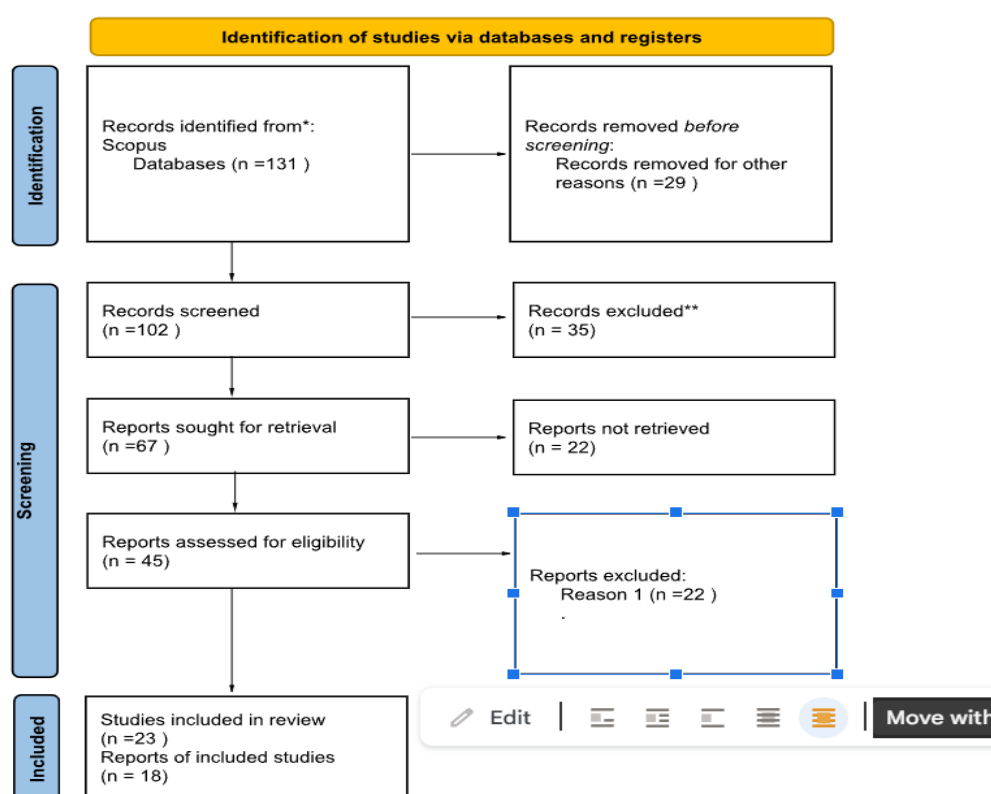 Identification of studies via databases and registers
Identification
Records identified from*:
Scopus
Databases (n =131 )
Records removed before
screening:
Records removed for other
reasons (n =29 )
Screening
Records screened
(n =102 )
Records excluded**
(n = 35)
Reports sought for retrieval
(n =67 )
Reports not retrieved
(n = 22)
Reports assessed for eligibility
(n = 45)
Reports excluded:
Reason 1 (n =22 )
.
Included
Studies included in review
(n =23 )
Reports of included studies
(n = 18)
Edit
Move with